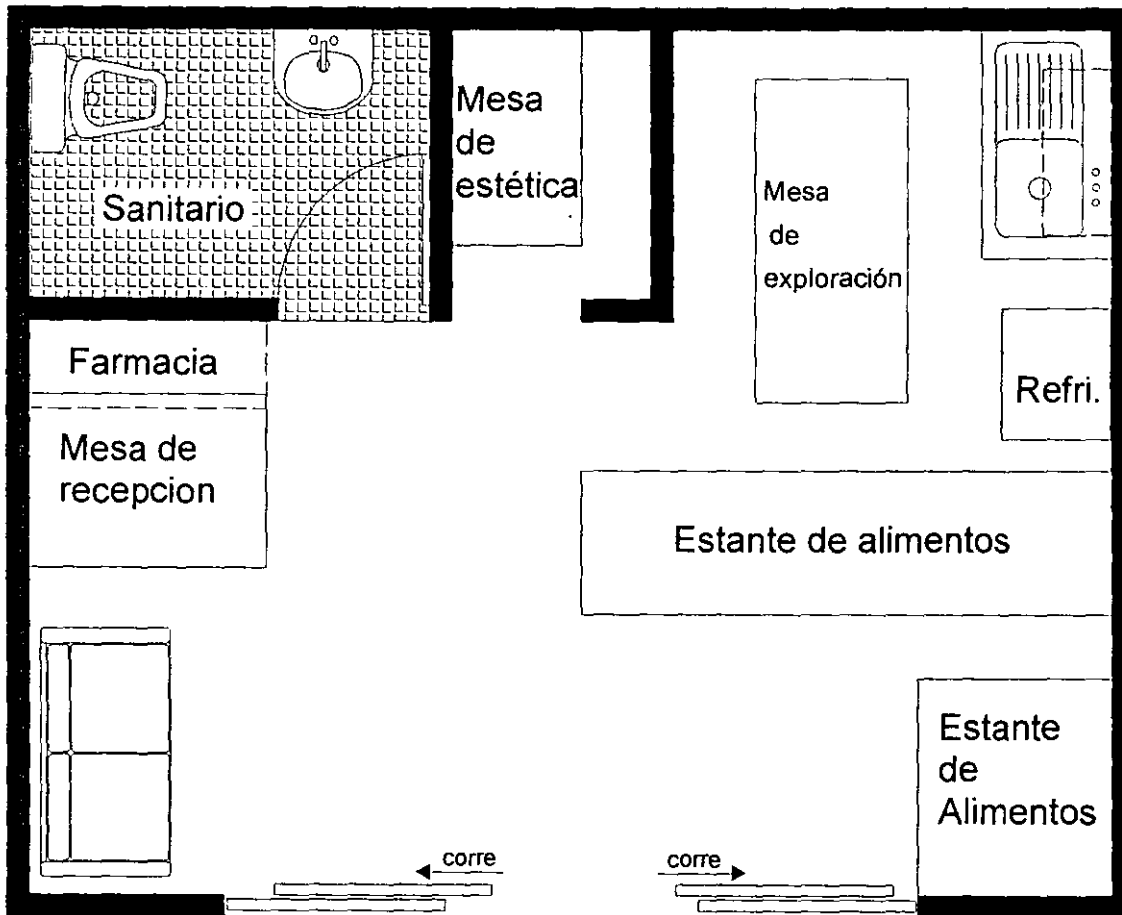 Mesa
de
estética
Sanitario
Mesa
de
exploración
Farmacia
Refri.
Mesa de
recepcion
Estante de alimentos
Estante
de
Alimentos
corre
corre